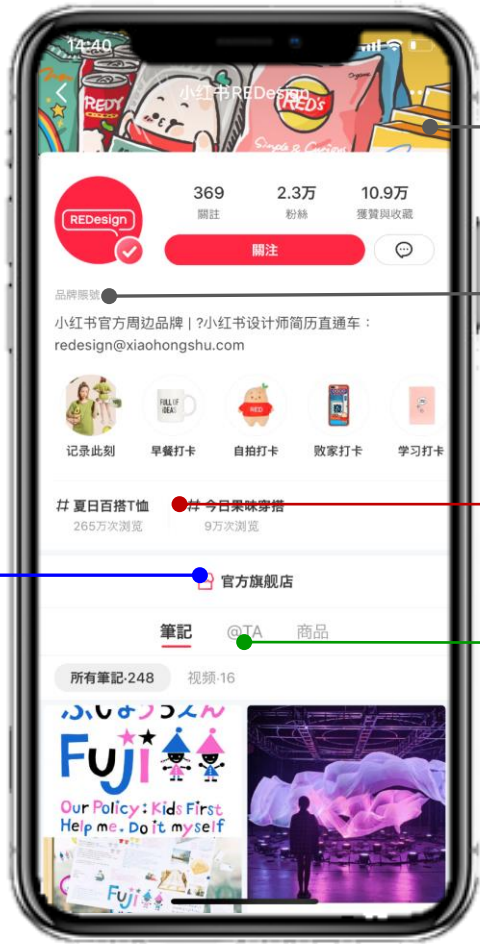 14:40
小红书REDesign
REDY
RED's
Organic
REDesign
369
2.3万
10.9万
關註
粉絲
獲贊與收藏
關注
品牌賬號
小红书官方周边品牌 | ?小红书设计师简历直通车：
redesign@xiaohongshu.com
FULL OF
IDEAS
RED
记录此刻
早餐打卡
自拍打卡
败家打卡
学习打卡
# 夏日百搭T恤
# 今日果味穿搭
265万次浏览
9万次浏览
官方旗舰店
筆記
@TA
商品
所有筆記·248
视频·16
Fuji
Our Policy: Kids First
Help me. Do it myself
Fuji